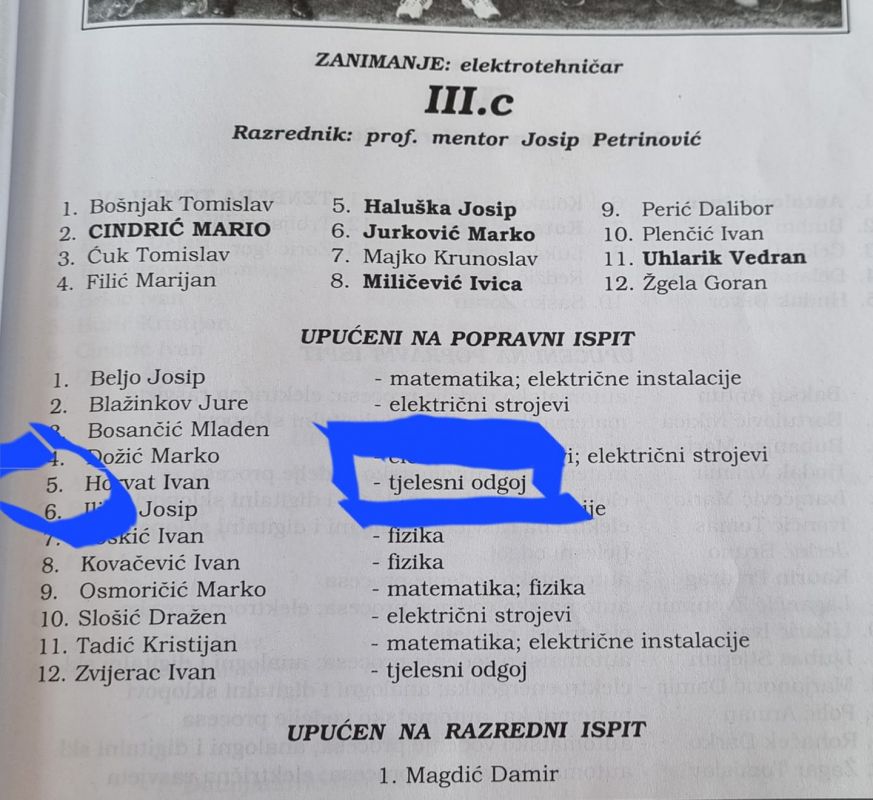 ZANIMANJE: elektrotehničar
III.c
Razrednik: prof. mentor Josip Petrinović
1. Bošnjak Tomislav
2. CINDRIĆ MARIO
3. Ćuk Tomislav
4. Filić Marijan
5. Haluška Josip
6. Jurković Marko
7. Majko Krunoslav
8. Miličević Ivica
9. Perić Dalibor
10. Plenčić Ivan
11. Uhlarik Vedran
12. Žgela Goran
UPUĆENI NA POPRAVNI ISPIT
1. Beljo Josip - matematika; električne instalacije
2. Blažinkov Jure - električni strojevi
3. Bosančić Mladen
4. Dožić Marko električni strojevi
5. Horvat Ivan - tjelesni odgoj
6. Josip
7. Ivan - fizika
8. Kovačević Ivan - fizika
9. Osmoričić Marko - matematika; fizika
10. Slošić Dražen - električni strojevi
11. Tadić Kristijan - matematika; električne instalacije
12. Zvijerac Ivan - tjelesni odgoj
UPUĆEN NA RAZREDNI ISPIT
1. Magdić Damir